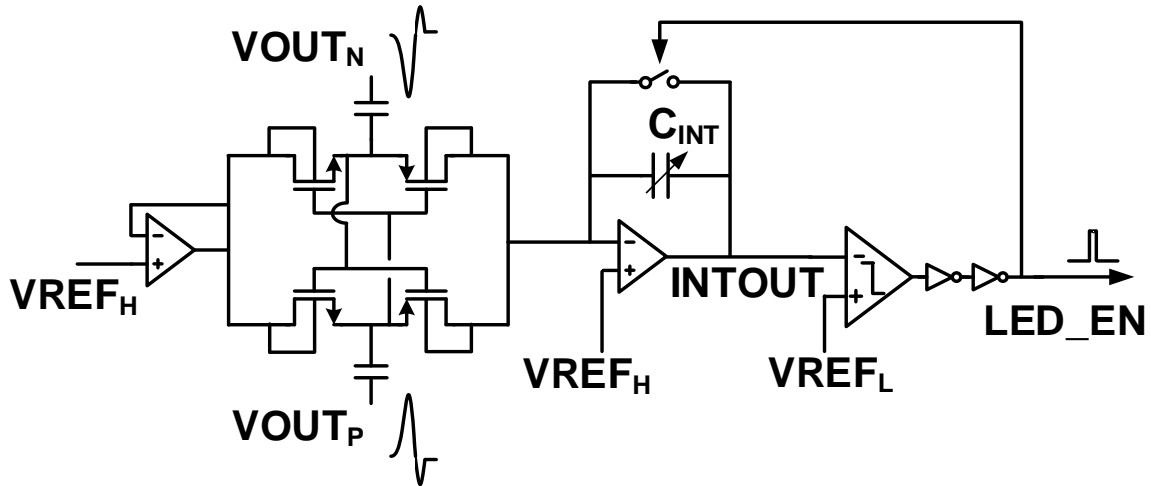 VOUT_N
C_INT
-
+
VREF_H
-
+
INTOUT
-
+
LED_EN
VREF_H
VREF_L
VOUT_P